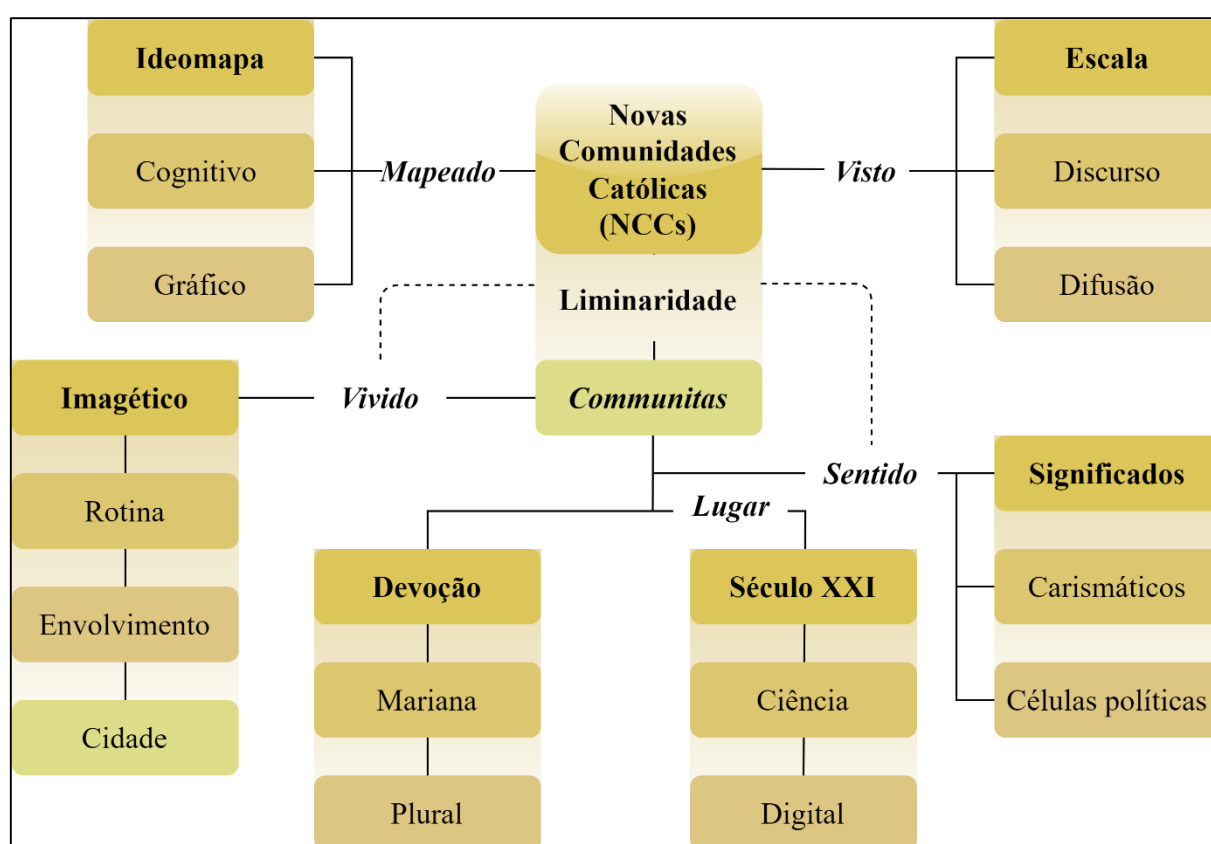 Ideomapa
Cognitivo
Gráfico
Mapeado
Novas
Comunidades
Católicas
(NCCs)
Visto
Escala
Discurso
Difusão
Liminaridade
Communitas
Vivido
Imagético
Rotina
Envolvimento
Cidade
Sentido
Lugar
Significados
Carismáticos
Células políticas
Devoção
Mariana
Plural
Século XXI
Ciência
Digital